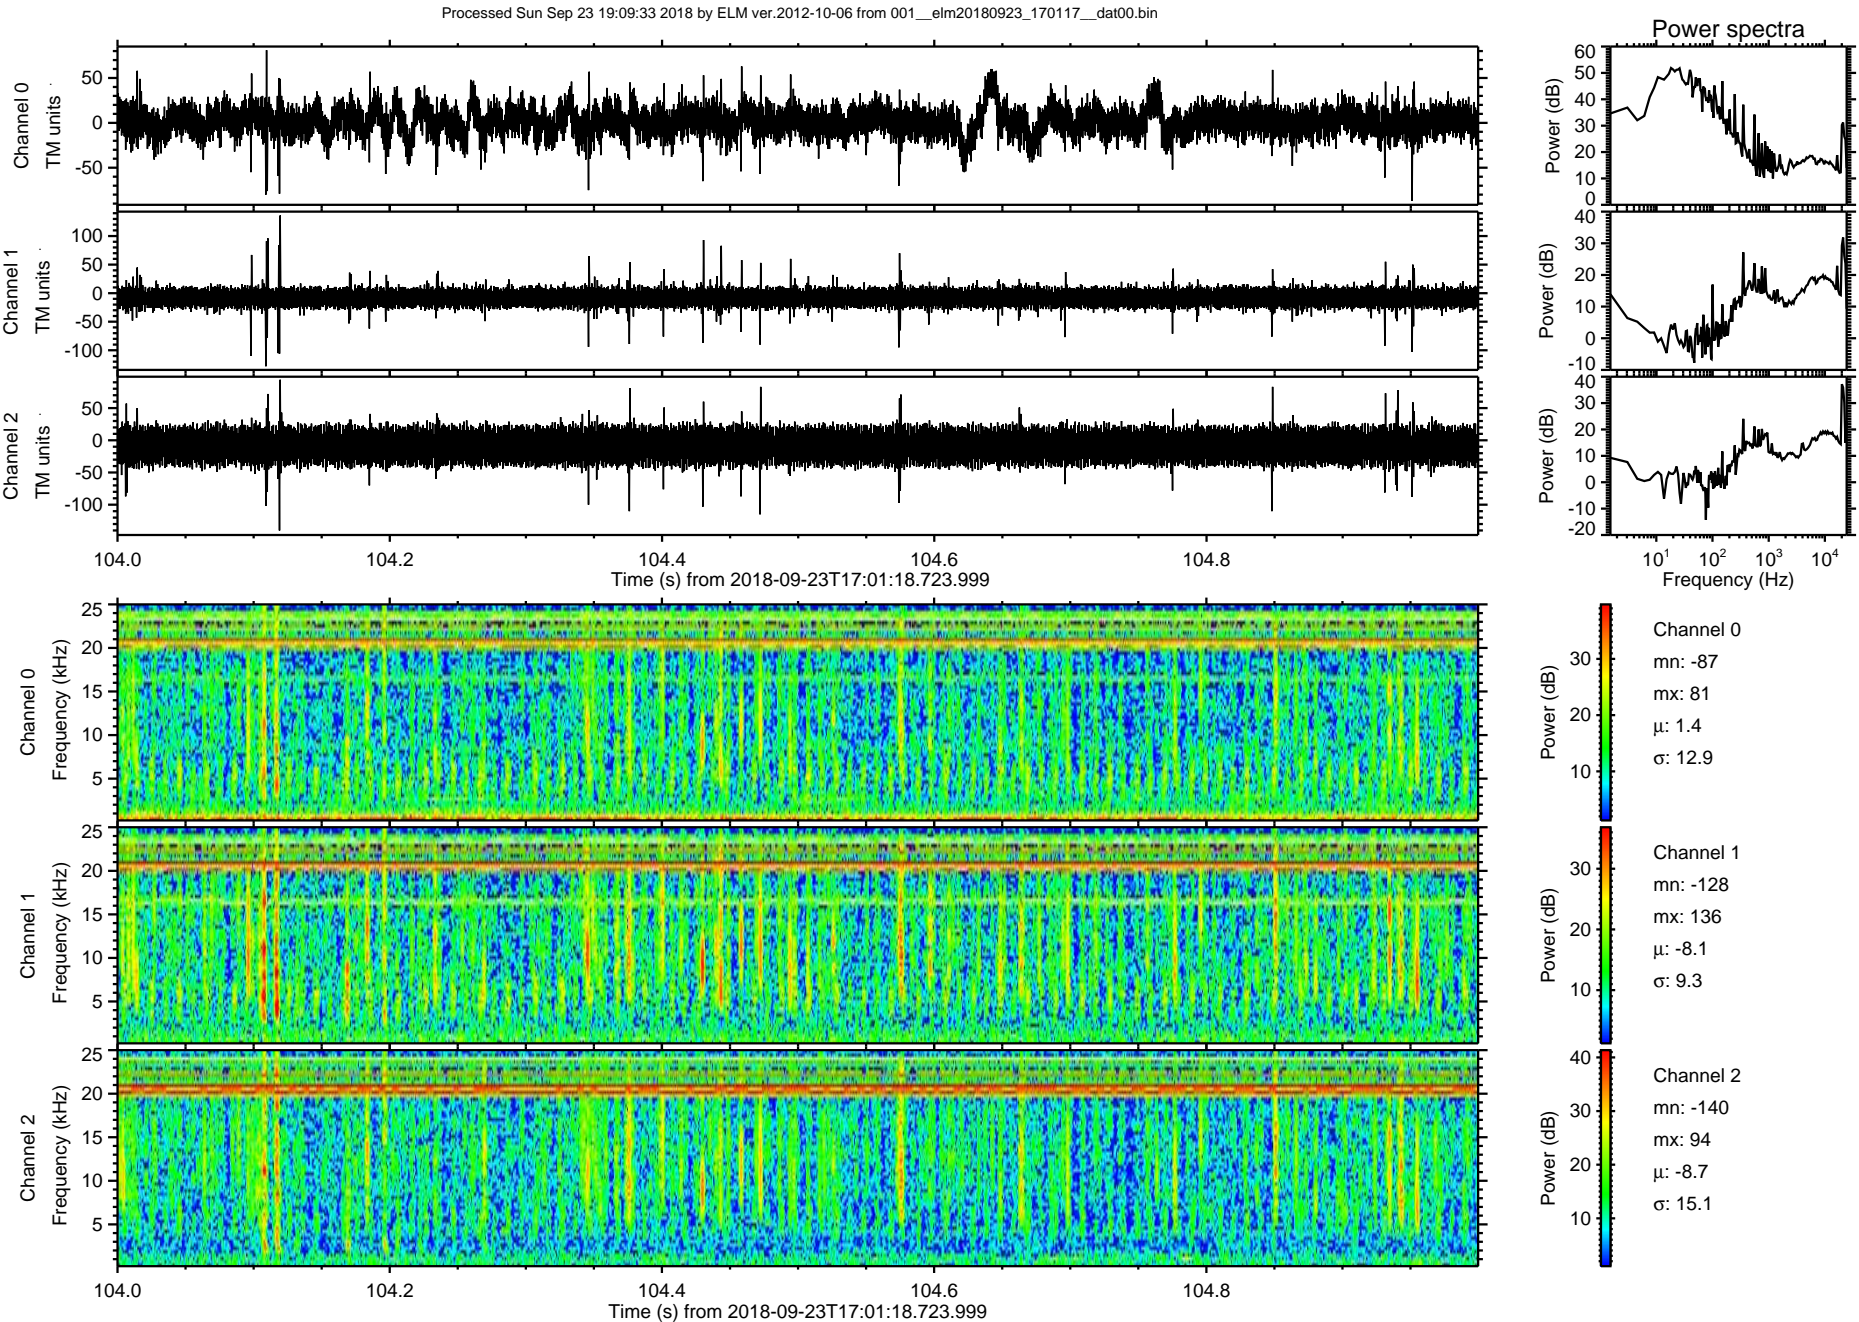 Processed Sun Sep 23 19:09:33 2018 by ELM ver.2012-10-06 from 001__elm20180923_170117__dat00.bin
Power spectra
Channel 0
TM units
50
0
-50
Power (dB)
60
50
40
30
20
10
0
Channel 1
TM units
100
50
0
-50
-100
Power (dB)
40
30
20
10
0
-10
Channel 2
TM units
50
0
-50
-100
Power (dB)
40
30
20
10
0
-10
-20
104.0 104.2 104.4 104.6 104.8
Time (s) from 2018-09-23T17:01:18.723.999
10¹ 10² 10³ 10⁴
Frequency (Hz)
Channel 0
Frequency (kHz)
25
20
15
10
5
Power (dB)
30
20
10
Channel 0
mn: -87
mx: 81
μ: 1.4
σ: 12.9
Channel 1
Frequency (kHz)
25
20
15
10
5
Power (dB)
30
20
10
Channel 1
mn: -128
mx: 136
μ: -8.1
σ: 9.3
Channel 2
Frequency (kHz)
25
20
15
10
5
Power (dB)
40
30
20
10
Channel 2
mn: -140
mx: 94
μ: -8.7
σ: 15.1
104.0 104.2 104.4 104.6 104.8
Time (s) from 2018-09-23T17:01:18.723.999